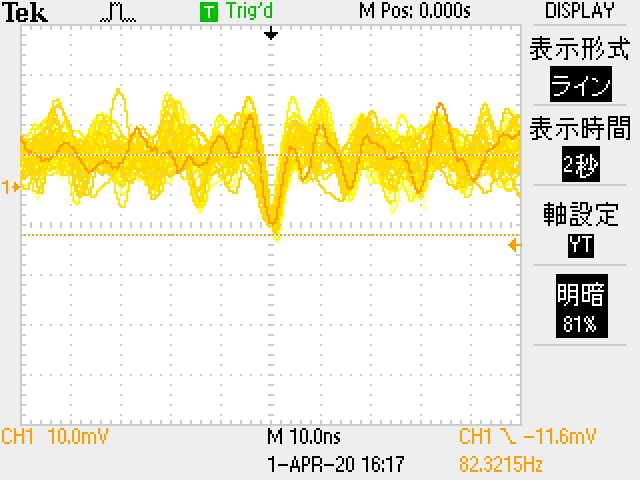 Tek T Trig'd M Pos: 0.000s DISPLAY
表示形式
ライン
表示時間
2秒
軸設定
YT
明暗
81%
1
CH1 10.0mV M 10.0ns CH1 -11.6mV
1-APR-20 16:17 82.3215Hz